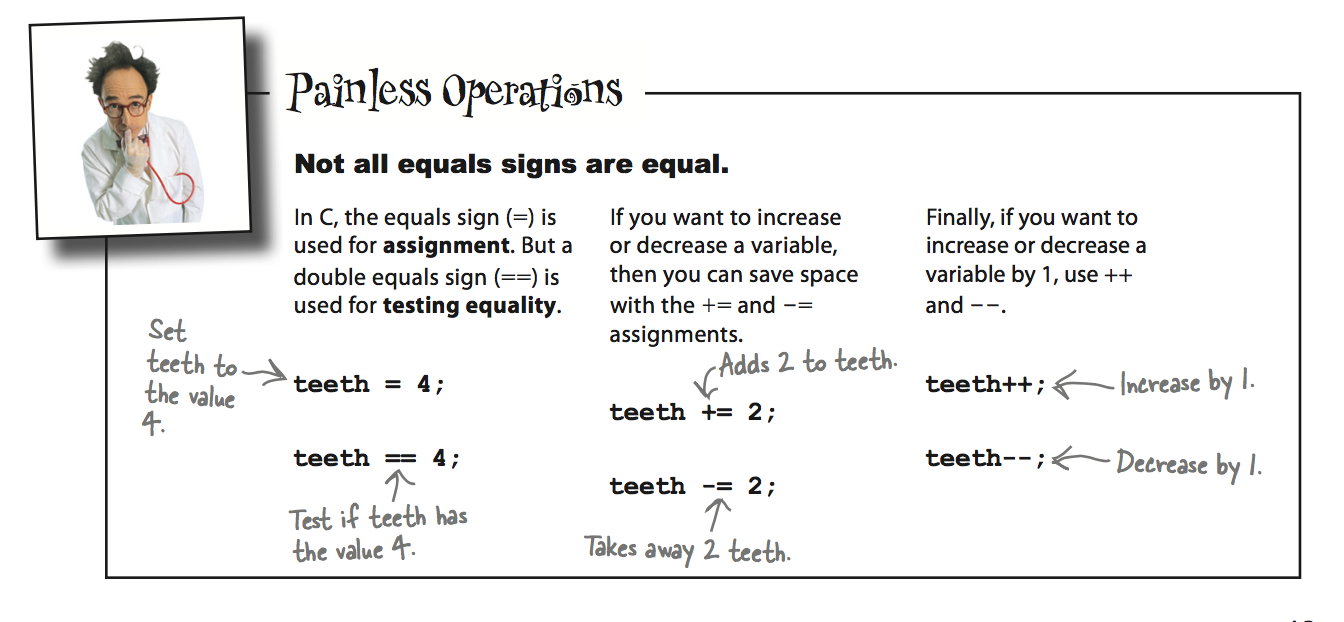 Painless Operations
Not all equals signs are equal.
In C, the equals sign (=) is
used for assignment. But a
double equals sign (==) is
used for testing equality.
Set
teeth to
the value
4.
teeth = 4;
teeth == 4;
Test if teeth has
the value 4.
If you want to increase
or decrease a variable,
then you can save space
with the += and -=
assignments.
Adds 2 to teeth.
teeth += 2;
teeth -= 2;
Takes away 2 teeth.
Finally, if you want to
increase or decrease a
variable by 1, use ++
and --.
teeth++;
Increase by 1.
teeth--;
Decrease by 1.